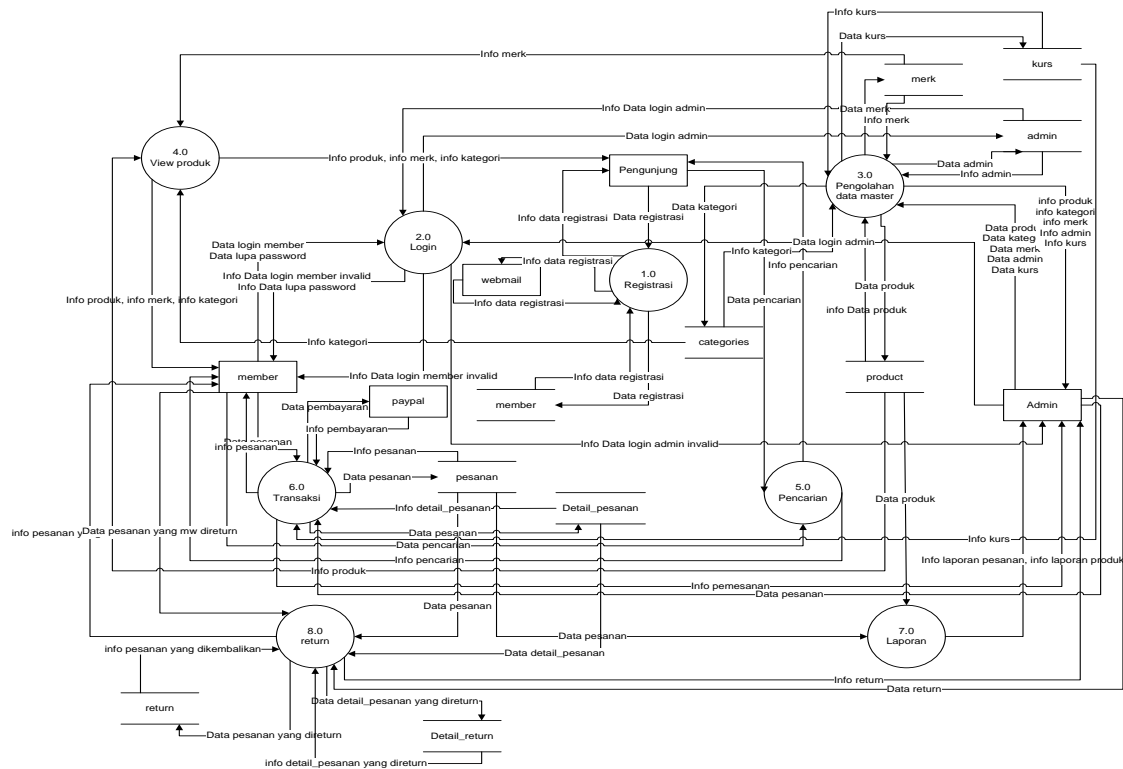 Info kurs
Data kurs
kurs
Info merk
merk
Info Data login admin
Data merk
Info merk
admin
Data login admin
4.0
View produk
Info produk, info merk, info kategori
Pengunjung
Data admin
Info admin
3.0
Pengolahan
data master
Data kategori
info produk
info kategori
info merk
Info admin
Info kurs
Info data registrasi
Data registrasi
2.0
Login
Data login member
Data lupa password
Data login admin
Info kategori
Info pencarian
Info data registrasi
webmail
1.0
Registrasi
Info Data login member invalid
Info Data lupa password
Data merk
Data admin
Data kurs
Info produk, info merk, info kategori
Info data registrasi
Data pencarian
Data produk
info Data produk
Info kategori
categories
member
Info Data login member invalid
Info data registrasi
product
Data registrasi
paypal
member
Admin
Data pembayaran
Info pembayaran
Data pesanan
info pesanan
Info Data login admin invalid
Info pesanan
6.0
Transaksi
Data pesanan
pesanan
5.0
Pencarian
Data produk
Info detail_pesanan
Detail_pesanan
info pesanan
Data pesanan yang mw direturn
Data pesanan
Info kurs
Data pencarian
Info pencarian
Info laporan pesanan, info laporan produk
Info produk
Info pemesanan
Data pesanan
Data pesanan
8.0
return
Data pesanan
7.0
Laporan
info pesanan yang dikembalikan
Data detail_pesanan
Info return
Data return
return
Data detail_pesanan yang direturn
Data pesanan yang direturn
Detail_return
info detail_pesanan yang direturn